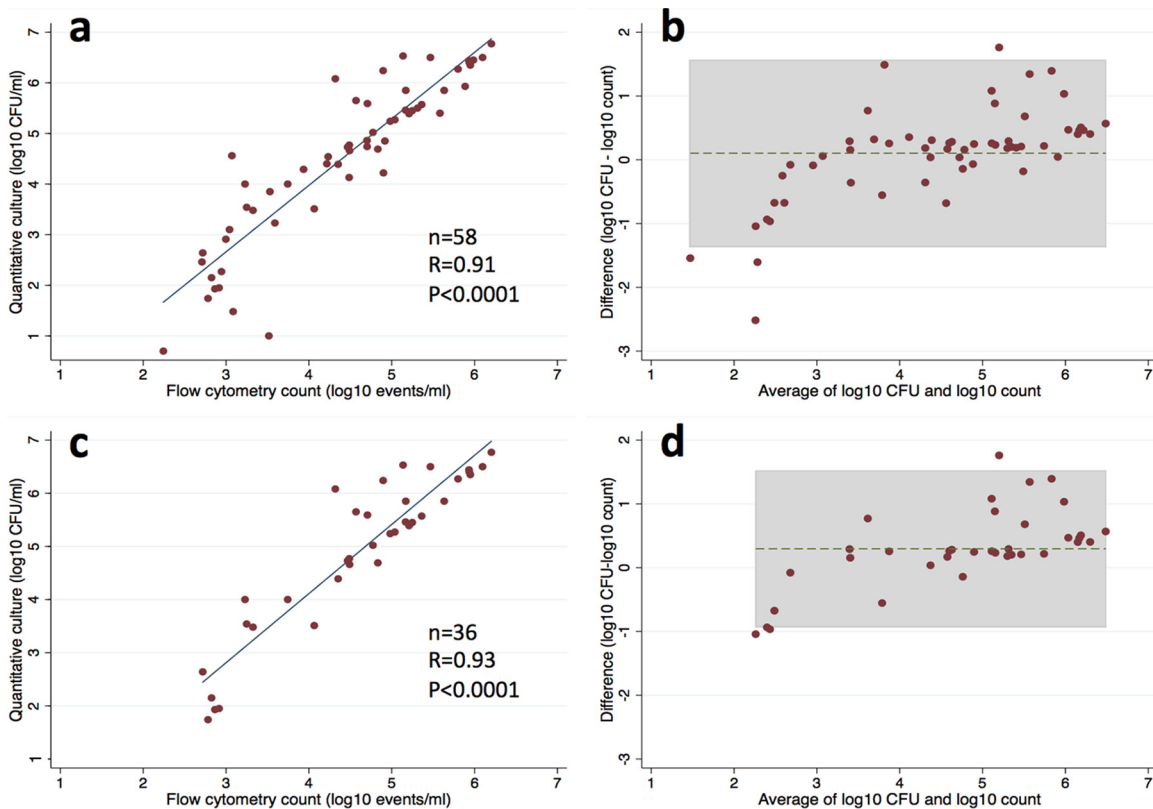 a
7
6
5
4
3
2
1
Quantitative culture (log10 CFU/ml)
n=58
R=0.91
P<0.0001
1 2 3 4 5 6 7
Flow cytometry count (log10 events/ml)
b
2
1
0
-1
-2
-3
Difference (log10 CFU - log10 count)
1 2 3 4 5 6 7
Average of log10 CFU and log10 count
c
7
6
5
4
3
2
1
Quantitative culture (log10 CFU/ml)
n=36
R=0.93
P<0.0001
1 2 3 4 5 6 7
Flow cytometry count (log10 events/ml)
d
2
1
0
-1
-2
-3
Difference (log10 CFU-log10 count)
1 2 3 4 5 6 7
Average of log10 CFU and log10 count